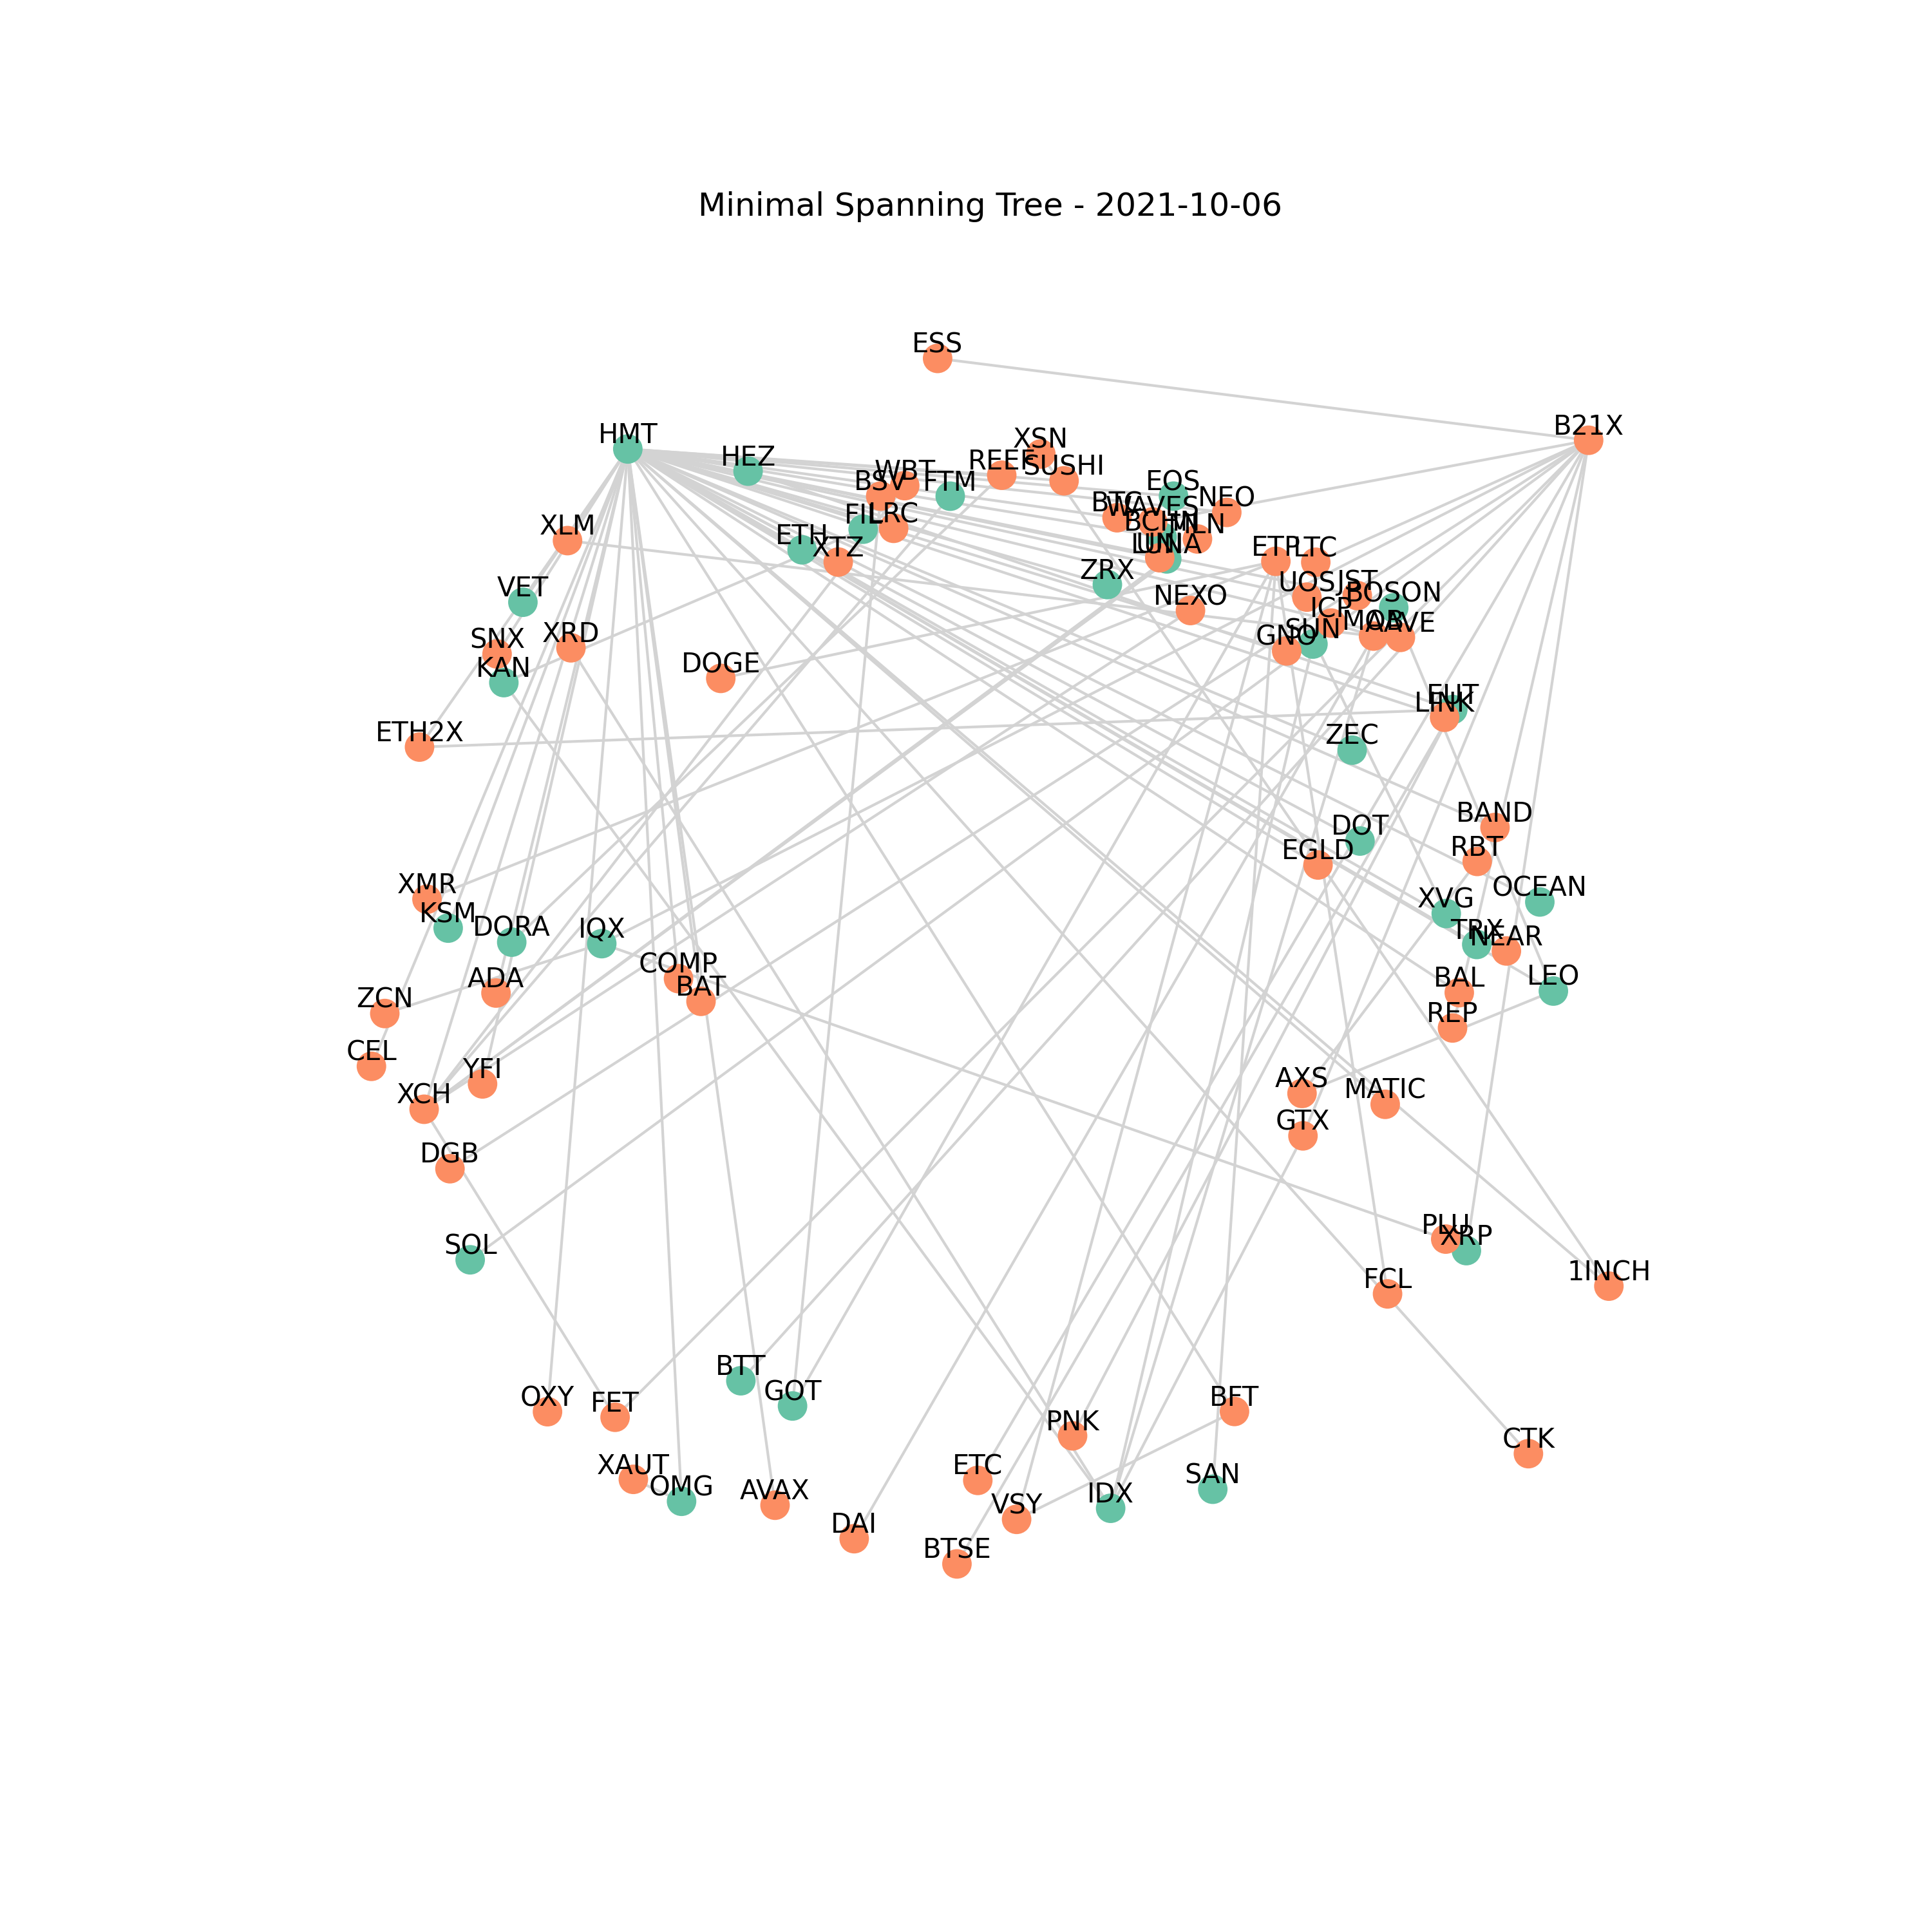 Minimal Spanning Tree - 2021-10-06
ESS
B21X
HMT
XSN
HEZ
REEF
SUSHI
WBT
BSV
FTM
EOS
NEO
BTC
WAVES
FIL
LRC
BCHN
MLN
XLM
ETH
XTZ
UNI
LUNA
ETP
LTC
ZRX
UOS
JST
VET
NEXO
BOSON
ICP
MOB
AAVE
SNX
XRD
GNO
SUN
KAN
DOGE
EUT
LINK
ETH2X
ZEC
BAND
DOT
EGLD
RBT
XMR
OCEAN
KSM
DORA
IQX
XVG
TRX
NEAR
COMP
BAT
ADA
BAL
LEO
ZCN
REP
CEL
YFI
XCH
AXS
MATIC
GTX
DGB
SOL
PLU
XRP
1INCH
FCL
BTT
GOT
OXY
FET
BFT
PNK
CTK
XAUT
ETC
SAN
OMG
AVAX
VSY
IDX
DAI
BTSE